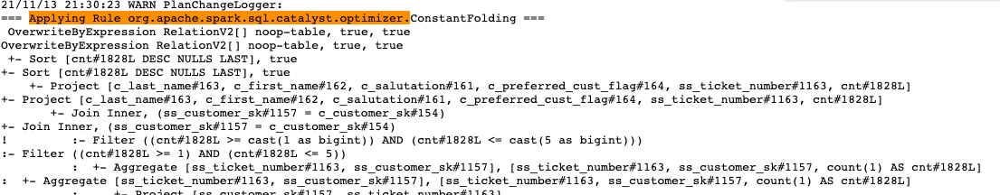 21/11/13 21:30:23 WARN PlanChangeLogger:
=== Applying Rule org.apache.spark.sql.catalyst.optimizer.ConstantFolding ===
 OverwriteByExpression RelationV2[] noop-table, true, true
OverwriteByExpression RelationV2[] noop-table, true, true
 +- Sort [cnt#1828L DESC NULLS LAST], true
+- Sort [cnt#1828L DESC NULLS LAST], true
    +- Project [c_last_name#163, c_first_name#162, c_salutation#161, c_preferred_cust_flag#164, ss_ticket_number#1163, cnt#1828L]
+- Project [c_last_name#163, c_first_name#162, c_salutation#161, c_preferred_cust_flag#164, ss_ticket_number#1163, cnt#1828L]
       +- Join Inner, (ss_customer_sk#1157 = c_customer_sk#154)
+- Join Inner, (ss_customer_sk#1157 = c_customer_sk#154)
!         :- Filter ((cnt#1828L >= cast(1 as bigint)) AND (cnt#1828L <= cast(5 as bigint)))
:- Filter ((cnt#1828L >= 1) AND (cnt#1828L <= 5))
          :  +- Aggregate [ss_ticket_number#1163, ss_customer_sk#1157], [ss_ticket_number#1163, ss_customer_sk#1157, count(1) AS cnt#1828L]
:  +- Aggregate [ss_ticket_number#1163, ss_customer_sk#1157], [ss_ticket_number#1163, ss_customer_sk#1157, count(1) AS cnt#1828L]
          :     +- Project [ss_customer_sk#1157, ss_ticket_number#1163]